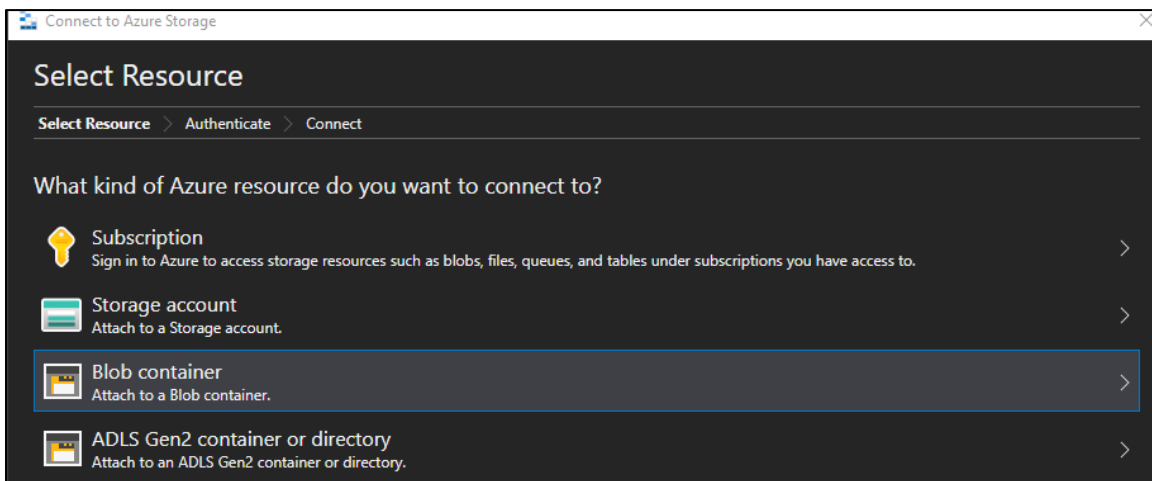 Connect to Azure Storage
Select Resource
Select Resource > Authenticate > Connect
What kind of Azure resource do you want to connect to?
Subscription
Sign in to Azure to access storage resources such as blobs, files, queues, and tables under subscriptions you have access to.
Storage account
Attach to a Storage account.
Blob container
Attach to a Blob container.
ADLS Gen2 container or directory
Attach to an ADLS Gen2 container or directory.